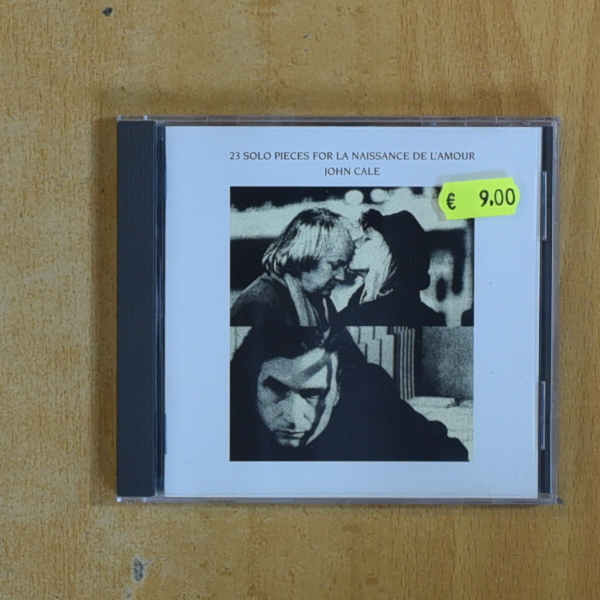 23 SOLO PIECES FOR LA NAISSANCE DE L'AMOUR
JOHN CALE
€ 9.00